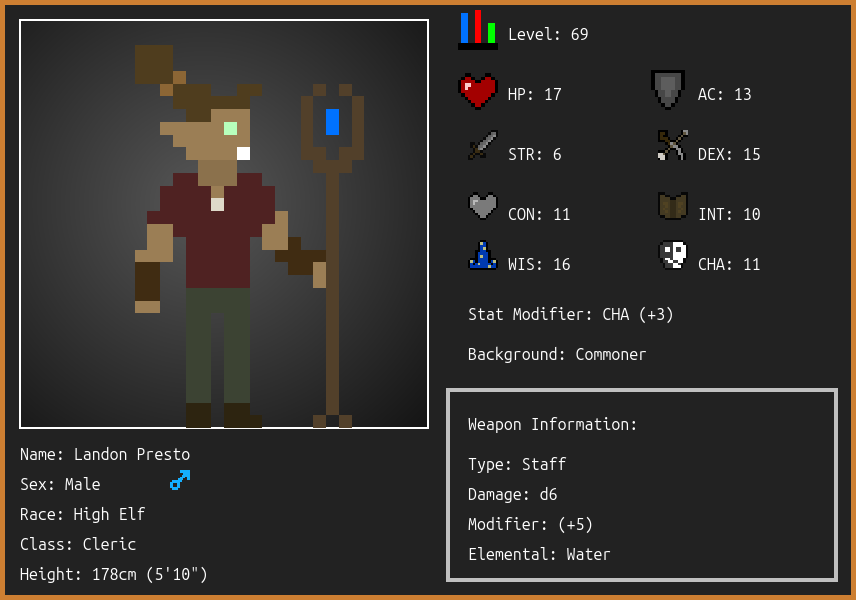 Level: 69
HP: 17
AC: 13
STR: 6
DEX: 15
CON: 11
INT: 10
WIS: 16
CHA: 11
Stat Modifier: CHA (+3)
Background: Commoner
Weapon Information:
Type: Staff
Damage: d6
Modifier: (+5)
Elemental: Water
Name: Landon Presto
Sex: Male
Race: High Elf
Class: Cleric
Height: 178cm (5'10")